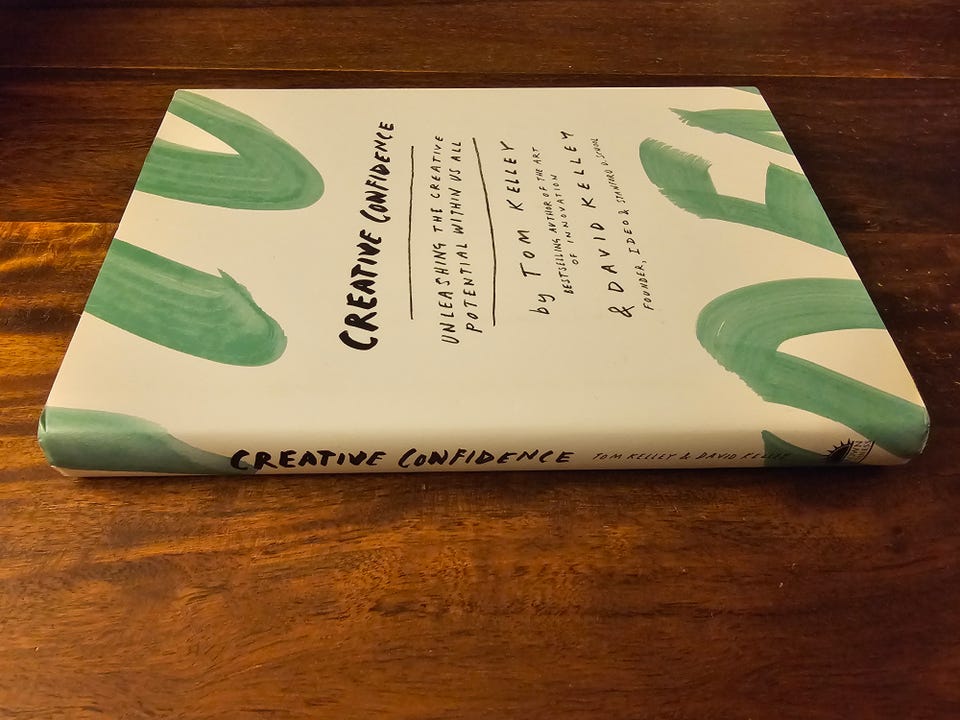 CREATIVE CONFIDENCE
UNLEASHING THE CREATIVE
POTENTIAL WITHIN US ALL
by TOM KELLEY
BESTSELLING AUTHOR OF THE ART
OF INNOVATION
& DAVID KELLEY
FOUNDER, IDEO & STANFORD D.SCHOOL
CREATIVE CONFIDENCE TOM KELLEY & DAVID KELLEY